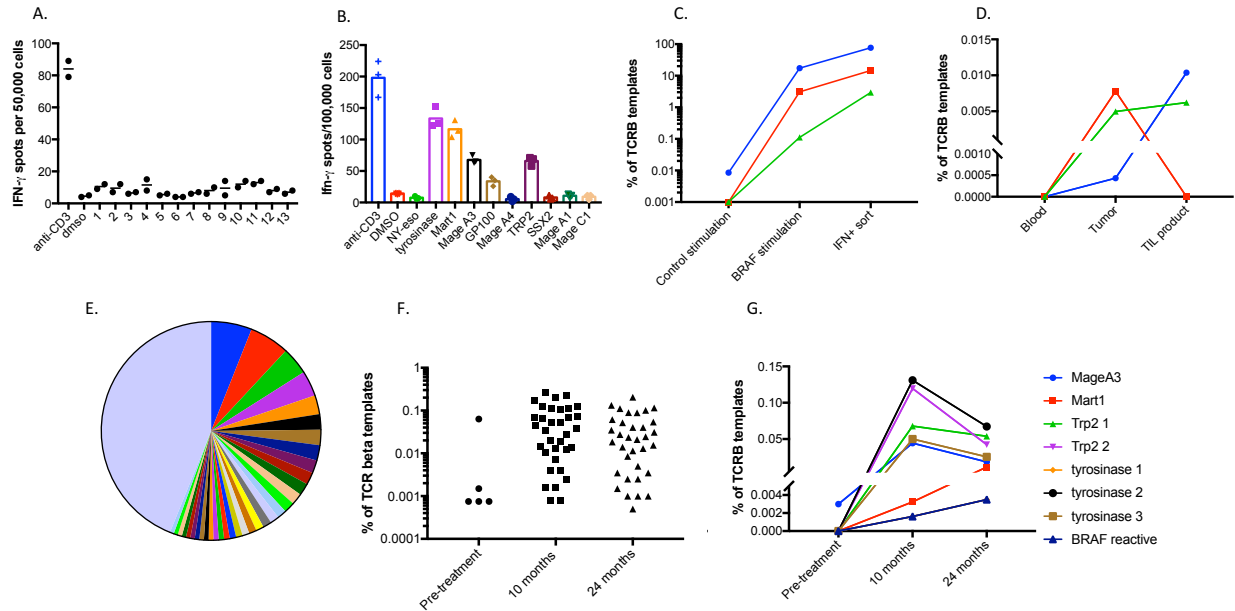 A.
IFN-γ spots per 50,000 cells
100
80
60
40
20
0
anti-CD3
dmso
1
2
3
4
5
6
7
8
9
10
11
12
13
B.
Ifn-γ spots/100,000 cells
250
200
150
100
50
0
anti-CD3
DMSO
NY-eso
tyrosinase
Mart1
Mage A3
GP100
Mage A4
TRP2
SSX2
Mage A1
Mage C1
C.
% of TCRB templates
100
10
1
0.1
0.01
0.001
Control stimulation
BRAF stimulation
IFN+ sort
D.
% of TCRB templates
0.015
0.010
0.005
0.0010
0.0005
0.0000
Blood
Tumor
TIL product
E.
F.
% of TCR beta templates
1
0.1
0.01
0.001
0.0001
Pre-treatment
10 months
24 months
G.
% of TCRB templates
0.15
0.10
0.05
0.004
0.002
0.000
Pre-treatment
10 months
24 months
MageA3
Mart1
Trp2 1
Trp2 2
tyrosinase 1
tyrosinase 2
tyrosinase 3
BRAF reactive